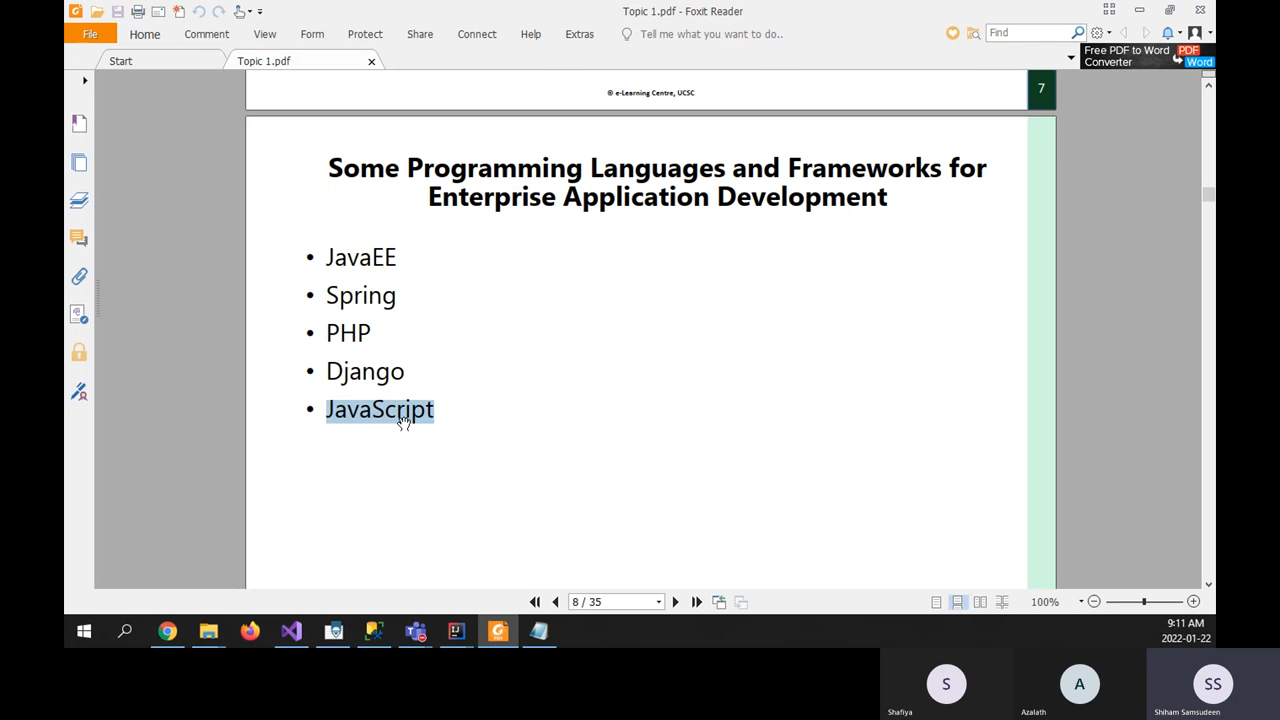 Topic 1.pdf - Foxit Reader
File Home Comment View Form Protect Share Connect Help Extras Tell me what you want to do.. Find
Start Topic 1.pdf
Free PDF to Word Converter PDF Word
© e-Learning Centre, UCSC
7
Some Programming Languages and Frameworks for
Enterprise Application Development
• JavaEE
• Spring
• PHP
• Django
• JavaScript
8 / 35 100%
9:11 AM
2022-01-22
S A SS
Shafiya Azalath Shiham Samsudeen